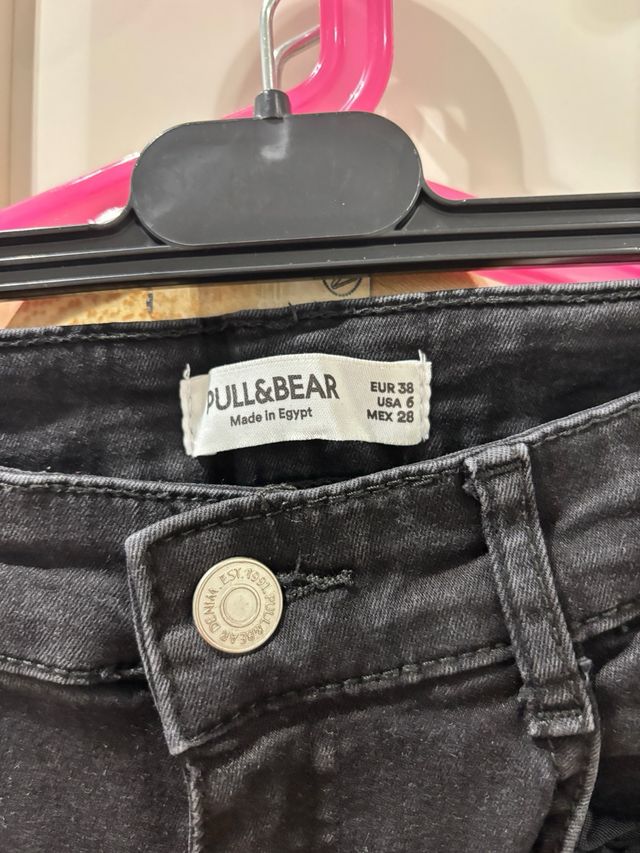 PULL&BEAR
Made in Egypt
EUR 38
USA 6
MEX 28
EST.1991.PULL&BEAR DENIM